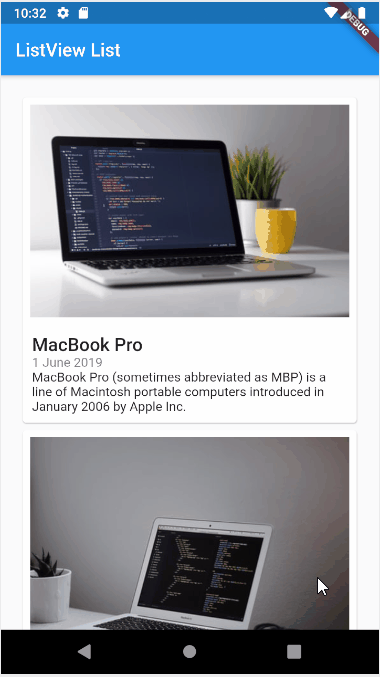 10:32
DEBUG
ListView List
MacBook Pro
1 June 2019
MacBook Pro (sometimes abbreviated as MBP) is a
line of Macintosh portable computers introduced in
January 2006 by Apple Inc.